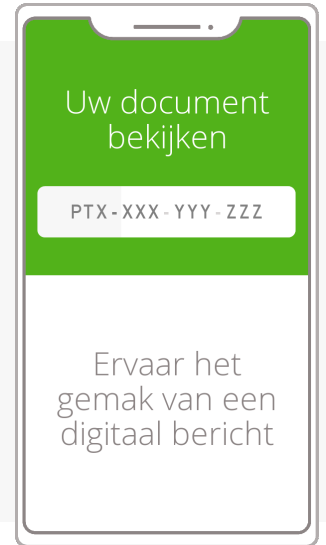 Uw document
bekijken
PTX-XXX-YYY-ZZZ
Ervaar het
gemak van een
digitaal bericht